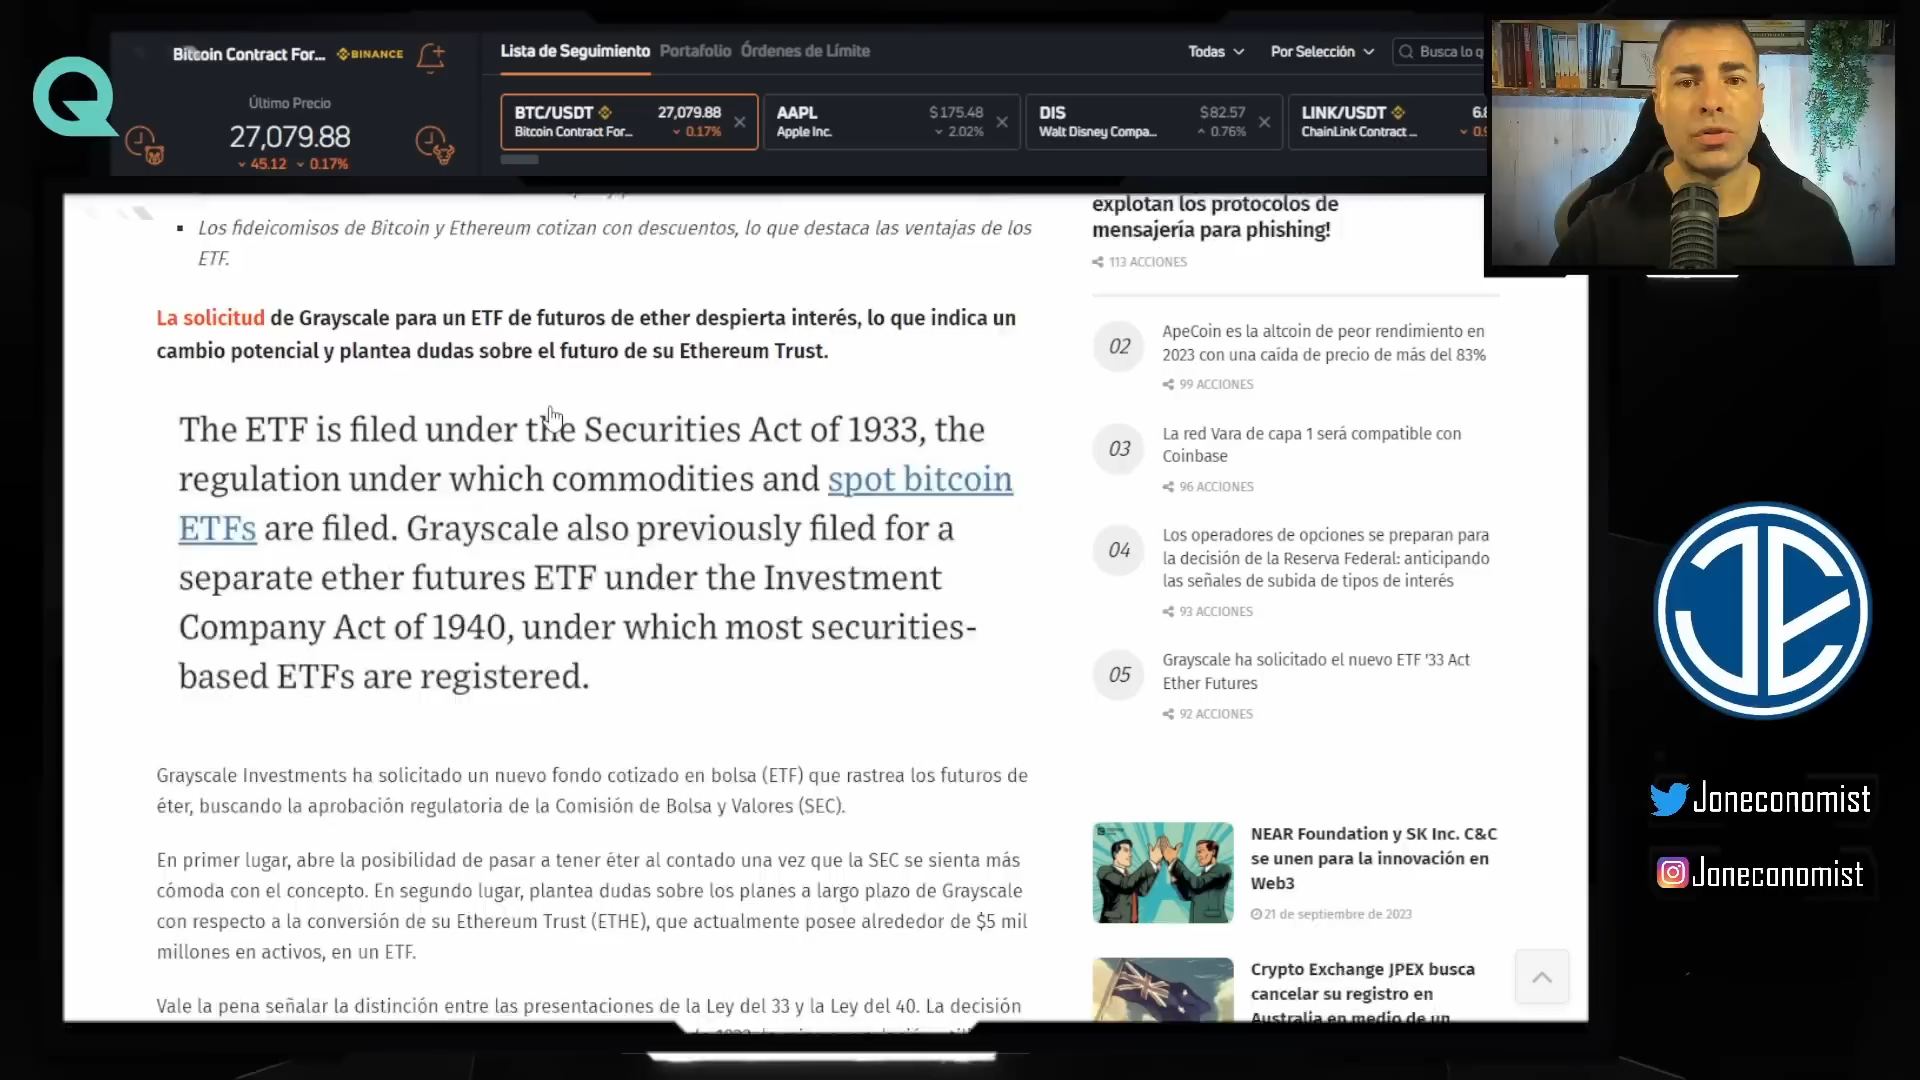 Bitcoin Contract For...
BINANCE
Último Precio
27,079.88
45.12
0.17%
Lista de Seguimiento
Portafolio
Órdenes de Límite
Todas
Por Selección
Busca lo q
BTC/USDT
27,079.88
Bitcoin Contract For...
0.17%
AAPL
$175.48
Apple Inc.
2.02%
DIS
$82.57
Walt Disney Compa...
0.76%
LINK/USDT
ChainLink Contract ...
Los fideicomisos de Bitcoin y Ethereum cotizan con descuentos, lo que destaca las ventajas de los
ETF.
La solicitud de Grayscale para un ETF de futuros de ether despierta interés, lo que indica un
cambio potencial y plantea dudas sobre el futuro de su Ethereum Trust.
The ETF is filed under the Securities Act of 1933, the
regulation under which commodities and spot bitcoin
ETFs are filed. Grayscale also previously filed for a
separate ether futures ETF under the Investment
Company Act of 1940, under which most securities-
based ETFs are registered.
Grayscale Investments ha solicitado un nuevo fondo cotizado en bolsa (ETF) que rastrea los futuros de
éter, buscando la aprobación regulatoria de la Comisión de Bolsa y Valores (SEC).
En primer lugar, abre la posibilidad de pasar a tener éter al contado una vez que la SEC se sienta más
cómoda con el concepto. En segundo lugar, plantea dudas sobre los planes a largo plazo de Grayscale
con respecto a la conversión de su Ethereum Trust (ETHE), que actualmente posee alrededor de $5 mil
millones en activos, en un ETF.
Vale la pena señalar la distinción entre las presentaciones de la Ley del 33 y la Ley del 40. La decisión
explotan los protocolos de
mensajería para phishing!
113 ACCIONES
02
ApeCoin es la altcoin de peor rendimiento en
2023 con una caída de precio de más del 83%
99 ACCIONES
03
La red Vara de capa 1 será compatible con
Coinbase
96 ACCIONES
04
Los operadores de opciones se preparan para
la decisión de la Reserva Federal: anticipando
las señales de subida de tipos de interés
93 ACCIONES
05
Grayscale ha solicitado el nuevo ETF '33 Act
Ether Futures
92 ACCIONES
NEAR Foundation y SK Inc. C&C
se unen para la innovación en
Web3
21 de septiembre de 2023
Crypto Exchange JPEX busca
cancelar su registro en
Australia en medio de un
Joneconomist
Joneconomist